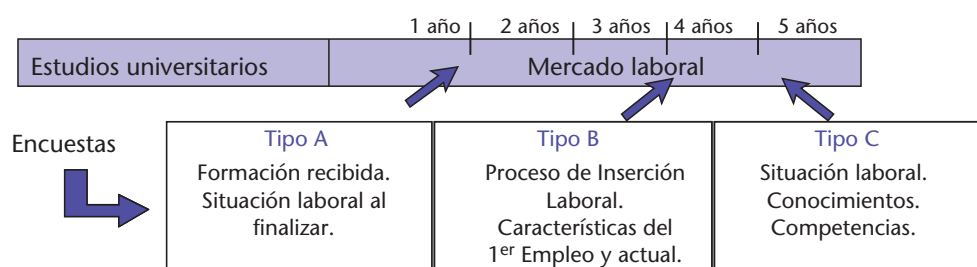 1 año
2 años
3 años
4 años
5 años
Estudios universitarios
Mercado laboral
Encuestas
Tipo A
Formación recibida.
Situación laboral al
finalizar.
Tipo B
Proceso de Inserción
Laboral.
Características del
1er Empleo y actual.
Tipo C
Situación laboral.
Conocimientos.
Competencias.